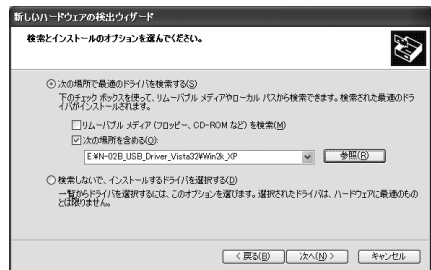 新しいハードウェアの検出ウィザード
検索とインストールのオプションを選んでください。
次の場所で最適のドライバを検索する(S)
下のチェック ボックスを使って、リムーバブル メディアやローカル パスから検索できます。検索された最適のドラ
イバがインストールされます。
リムーバブル メディア (フロッピー、CD-ROM など) を検索(M)
次の場所を含める(O):
E:¥N-02B_USB_Driver_Vista32¥Win2k_XP
参照(R)
検索しないで、インストールするドライバを選択する(D)
一覧からドライバを選択するには、このオプションを選びます。選択されたドライバは、ハードウェアに最適のもの
とは限りません。
< 戻る(B)
次へ(N) >
キャンセル